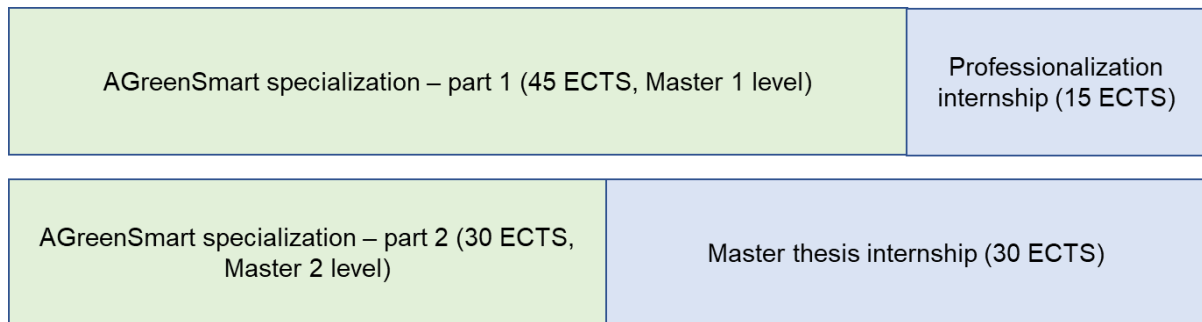 AGreenSmart specialization – part 1 (45 ECTS, Master 1 level)
Professionalization
internship (15 ECTS)
AGreenSmart specialization – part 2 (30 ECTS,
Master 2 level)
Master thesis internship (30 ECTS)